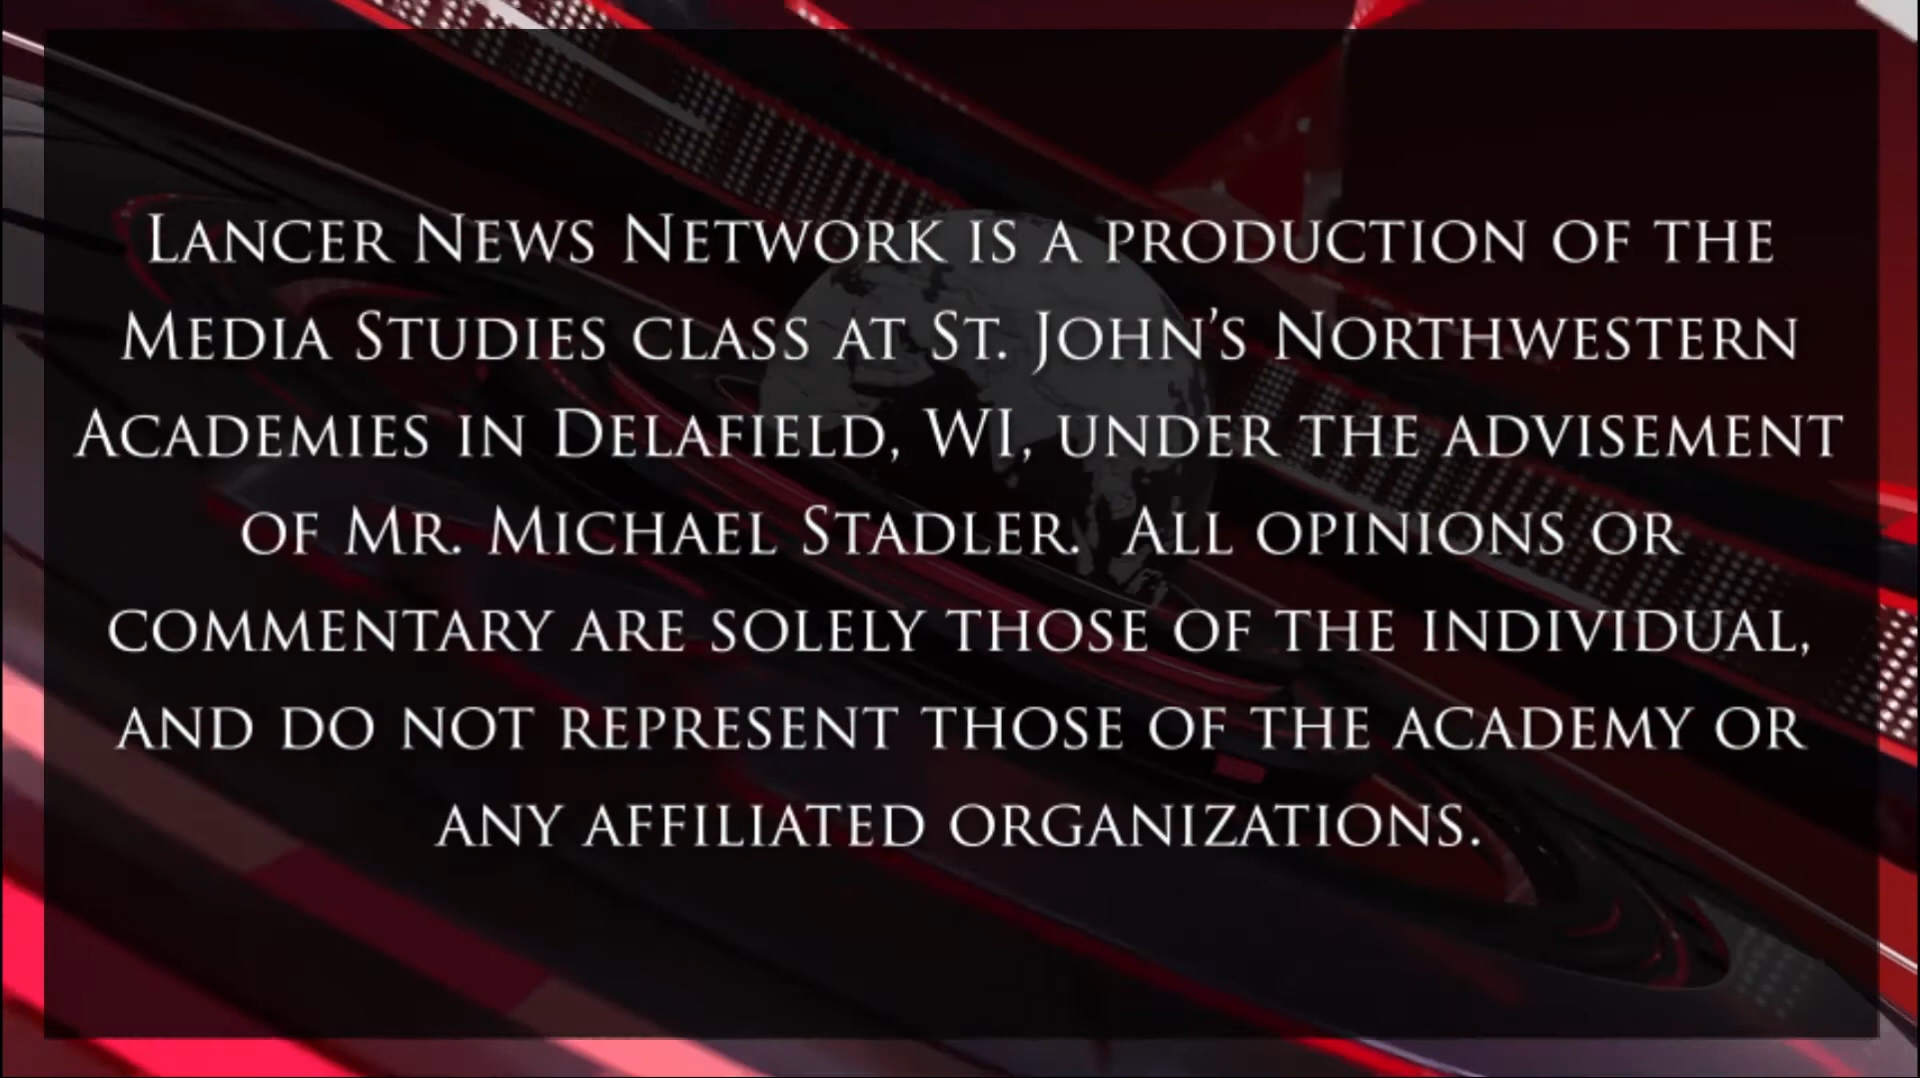 Lancer News Network is a production of the
Media Studies class at St. John's Northwestern
Academies in Delafield, WI, under the advisement
of Mr. Michael Stadler.  All opinions or
commentary are solely those of the individual,
and do not represent those of the academy or
any affiliated organizations.